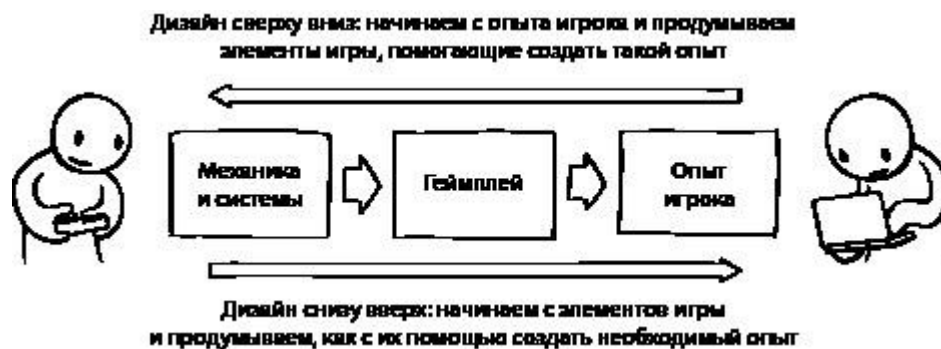 Дизайн сверху вниз: начинаем с опыта игрока и продумываем
элементы игры, помогающие создать такой опыт
Механика
и системы
Геймплей
Опыт
игрока
Дизайн снизу вверх: начинаем с элементов игры
и продумываем, как с их помощью создать необходимый опыт